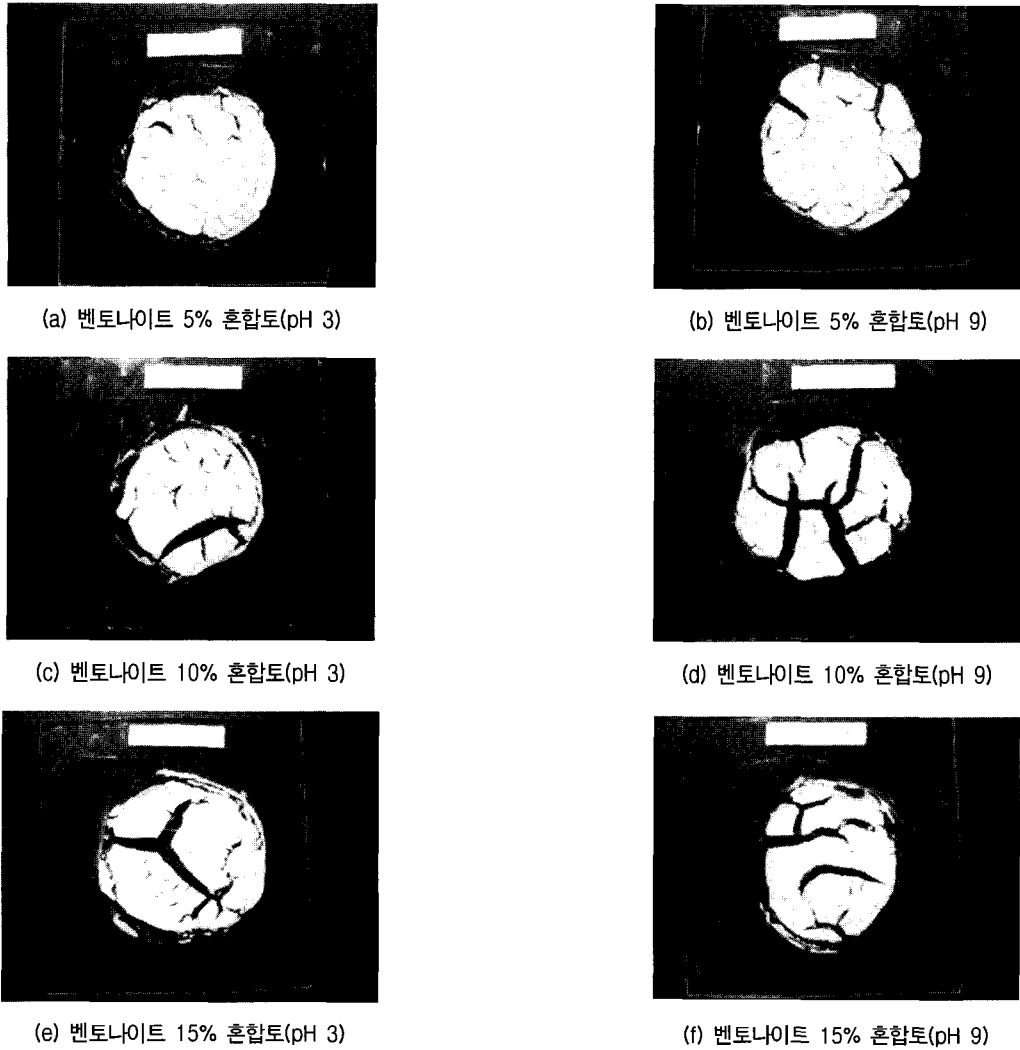 (a) 벤토나이트 5% 혼합토(pH 3)
(b) 벤토나이트 5% 혼합토(pH 9)
(c) 벤토나이트 10% 혼합토(pH 3)
(d) 벤토나이트 10% 혼합토(pH 9)
(e) 벤토나이트 15% 혼합토(pH 3)
(f) 벤토나이트 15% 혼합토(pH 9)